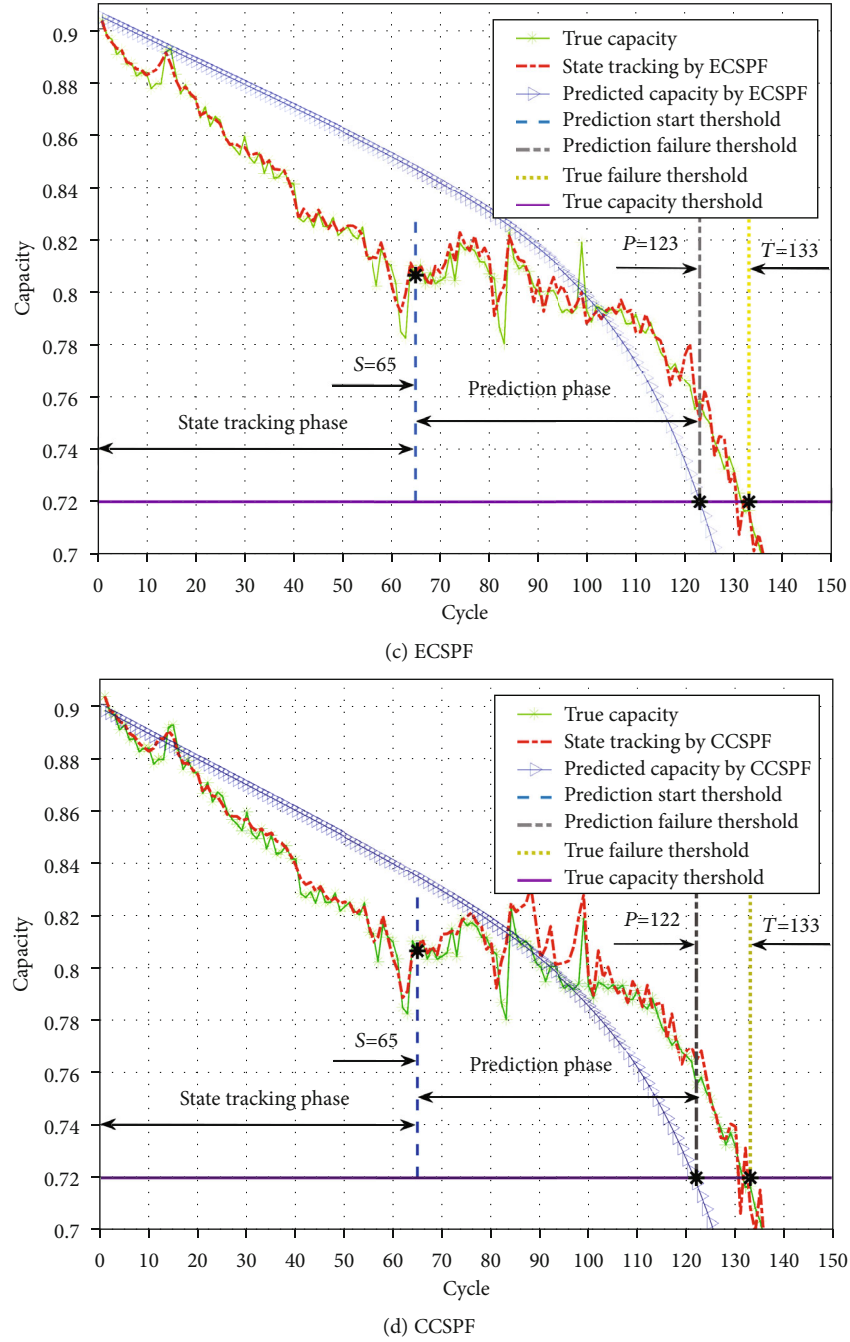 0.9
0.88
0.86
0.84
0.82
0.8
0.78
0.76
0.74
0.72
0.7
Capacity
True capacity
State tracking by ECSPF
Predicted capacity by ECSPF
Prediction start thershold
Prediction failure thershold
True failure thershold
True capacity thershold
P=123
T=133
S=65
Prediction phase
State tracking phase
0 10 20 30 40 50 60 70 80 90 100 110 120 130 140 150
Cycle
(c) ECSPF
0.9
0.88
0.86
0.84
0.82
0.8
0.78
0.76
0.74
0.72
0.7
Capacity
True capacity
State tracking by CCSPF
Predicted capacity by CCSPF
Prediction start thershold
Prediction failure thershold
True failure thershold
True capacity thershold
P=122
T=133
S=65
Prediction phase
State tracking phase
0 10 20 30 40 50 60 70 80 90 100 110 120 130 140 150
Cycle
(d) CCSPF